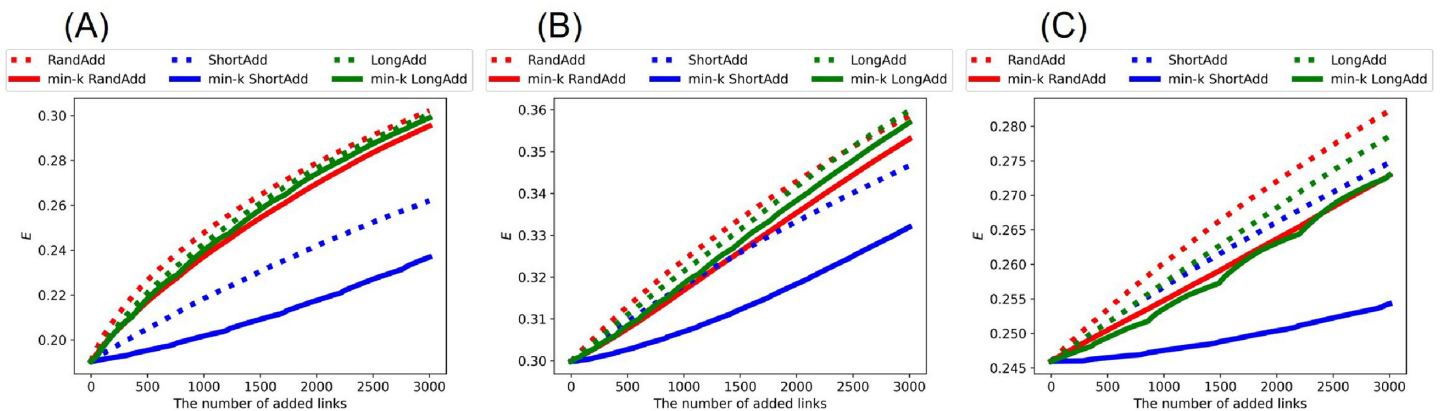 (A)
RandAdd ShortAdd LongAdd
min-k RandAdd min-k ShortAdd min-k LongAdd
0.30
0.28
0.26
E
0.24
0.22
0.20
0 500 1000 1500 2000 2500 3000
The number of added links
(B)
RandAdd ShortAdd LongAdd
min-k RandAdd min-k ShortAdd min-k LongAdd
0.36
0.35
0.34
E
0.33
0.32
0.31
0.30
0 500 1000 1500 2000 2500 3000
The number of added links
(C)
RandAdd ShortAdd LongAdd
min-k RandAdd min-k ShortAdd min-k LongAdd
0.280
0.275
0.270
E
0.265
0.260
0.255
0.250
0.245
0 500 1000 1500 2000 2500 3000
The number of added links